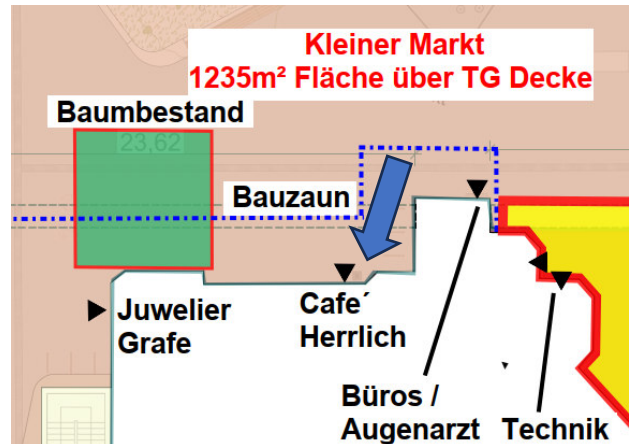 Kleiner Markt
1235m² Fläche über TG Decke
Baumbestand
23,62
Bauzaun
Juwelier
Grafe
Cafe´
Herrlich
Büros /
Augenarzt
Technik